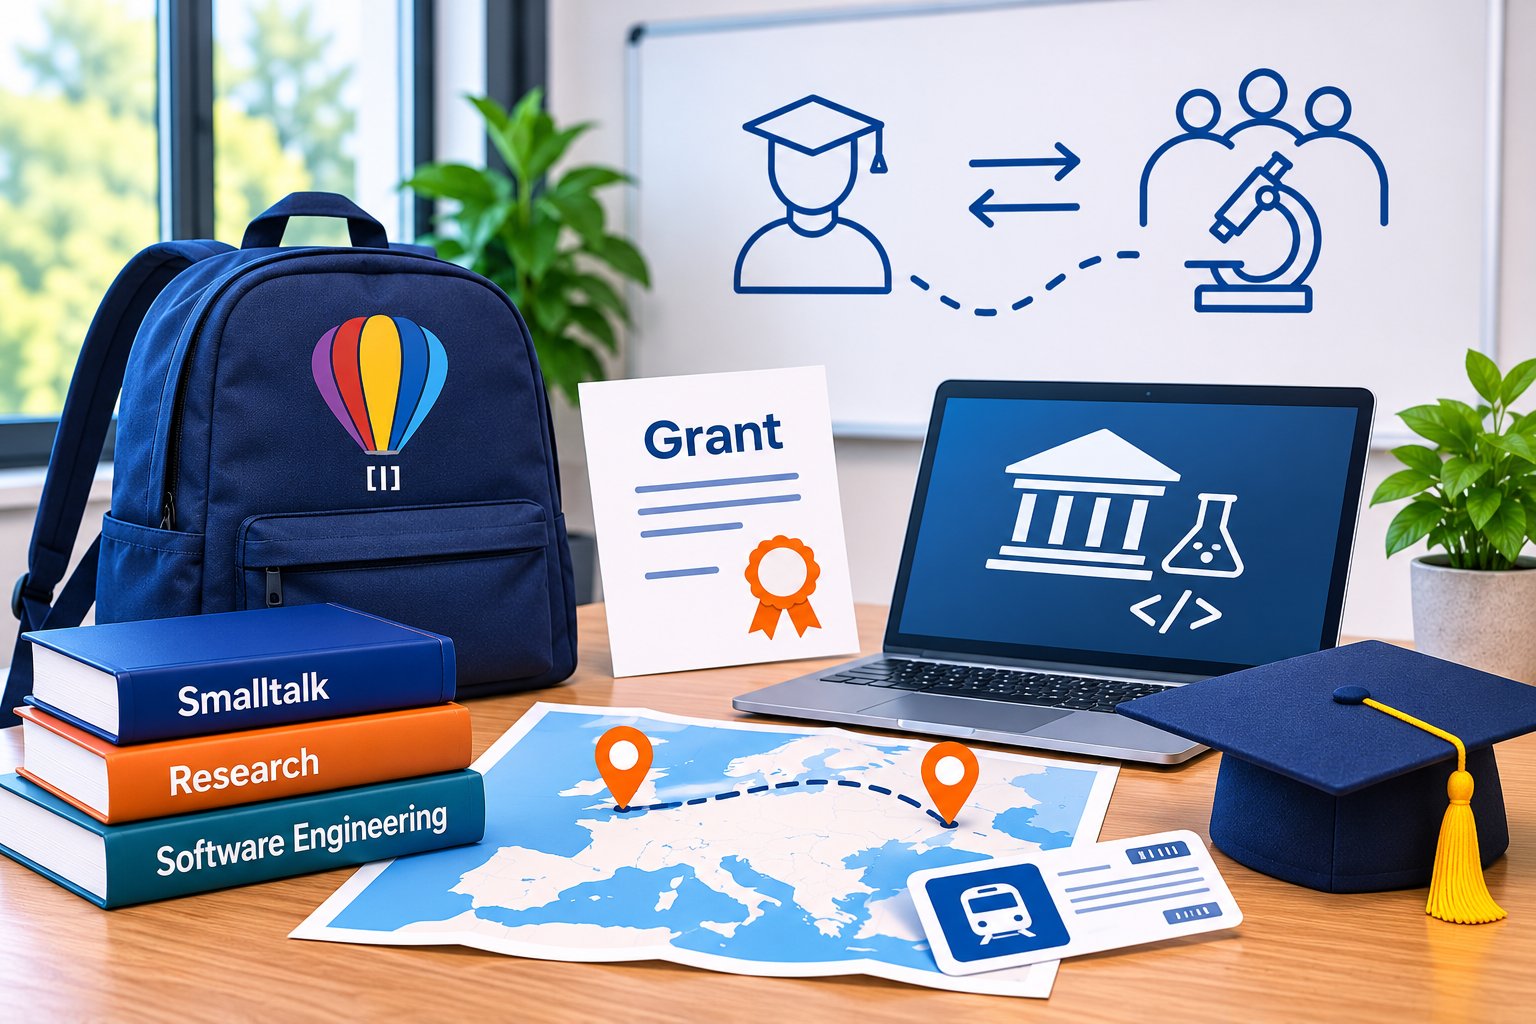 [|]
Grant
Smalltalk
Research
Software Engineering
</>